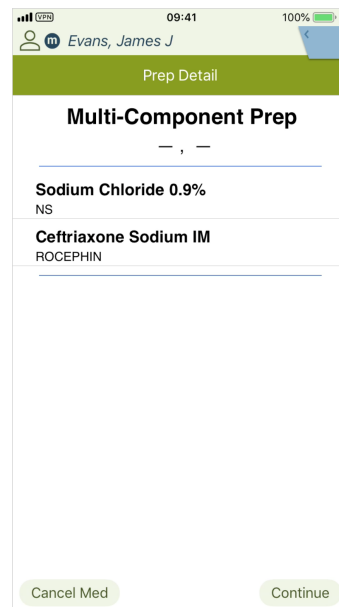 VPN 09:41 100%
m Evans, James J
Prep Detail
Multi-Component Prep
— , —
Sodium Chloride 0.9%
NS
Ceftriaxone Sodium IM
ROCEPHIN
Cancel Med Continue